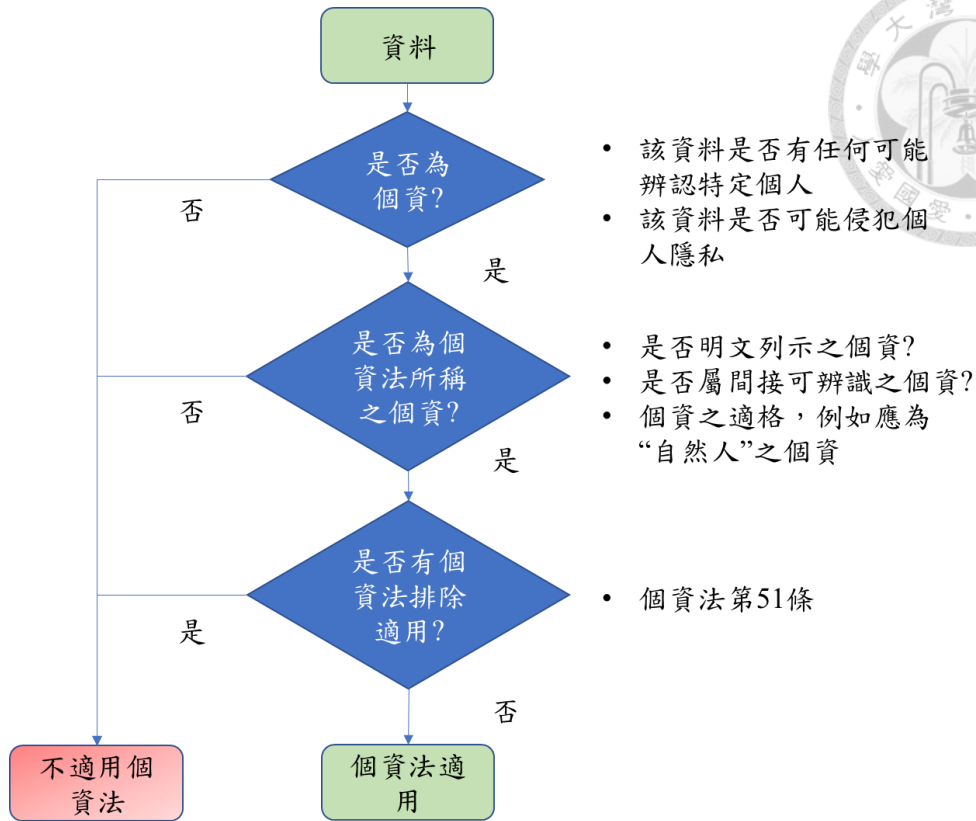 資料
是否為
個資?
• 該資料是否有任何可能
辨認特定個人
• 該資料是否可能侵犯個
人隱私
否
是
是否為個
資法所稱
之個資?
• 是否明文列示之個資?
• 是否屬間接可辨識之個資?
• 個資之適格，例如應為
“自然人”之個資
否
是
是否有個
資法排除
適用?
• 個資法第51條
是
否
不適用個
資法
個資法適
用
學大灣
愛國愛